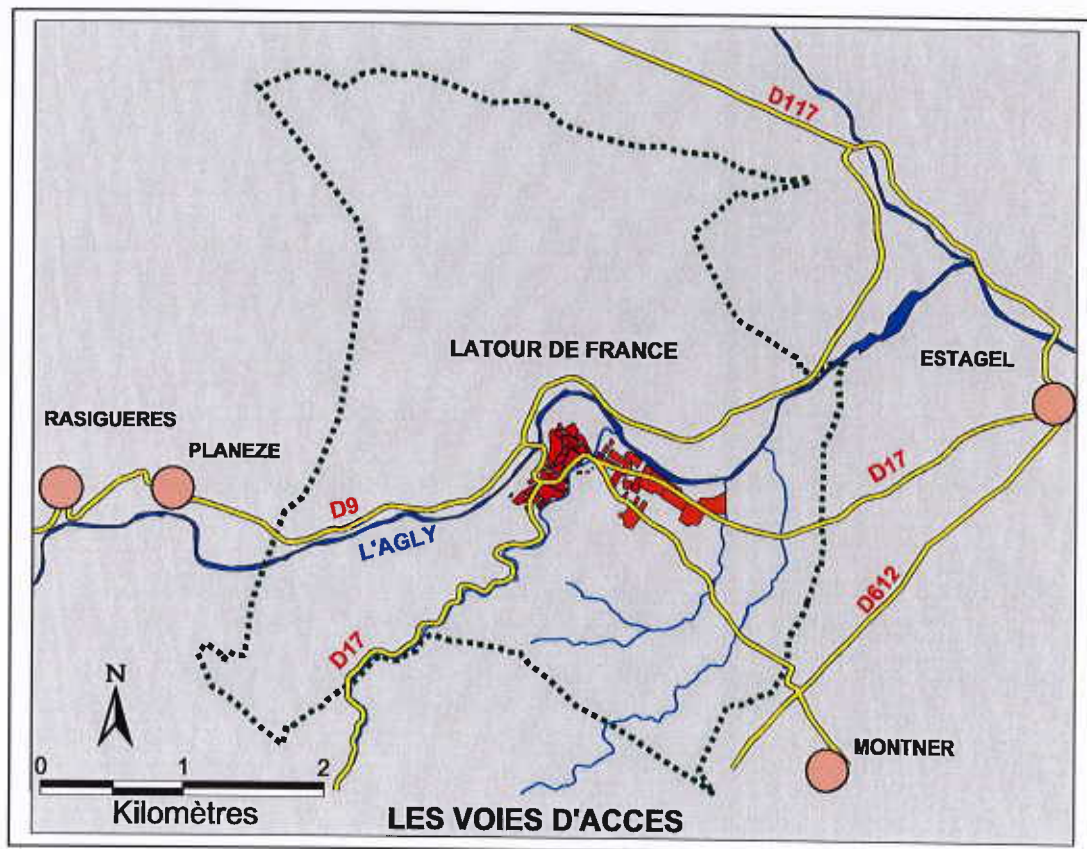 D117
LATOUR DE FRANCE
ESTAGEL
RASIGUERES
PLANEZE
D17
D9
L'AGLY
D612
D17
N
MONTNER
0 1 2
Kilomètres
LES VOIES D'ACCES